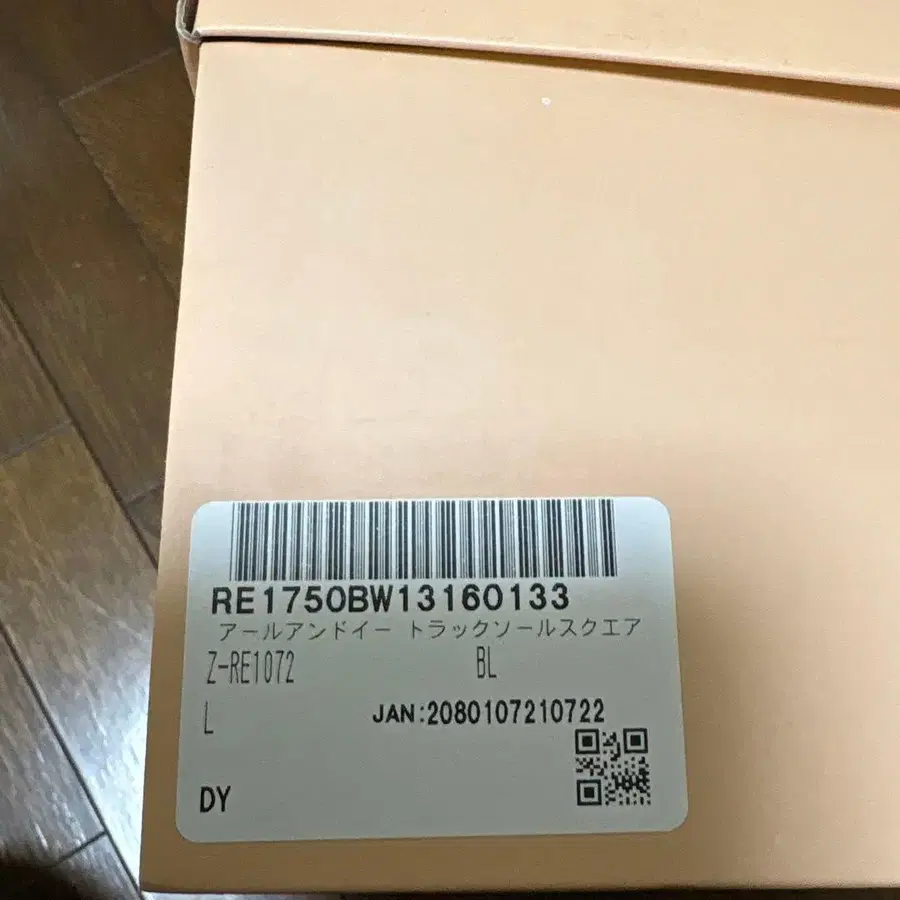 RE1750BW13160133
アールアンドイー トラックソールスクエア
Z-RE1072 BL
L JAN:2080107210722
DY